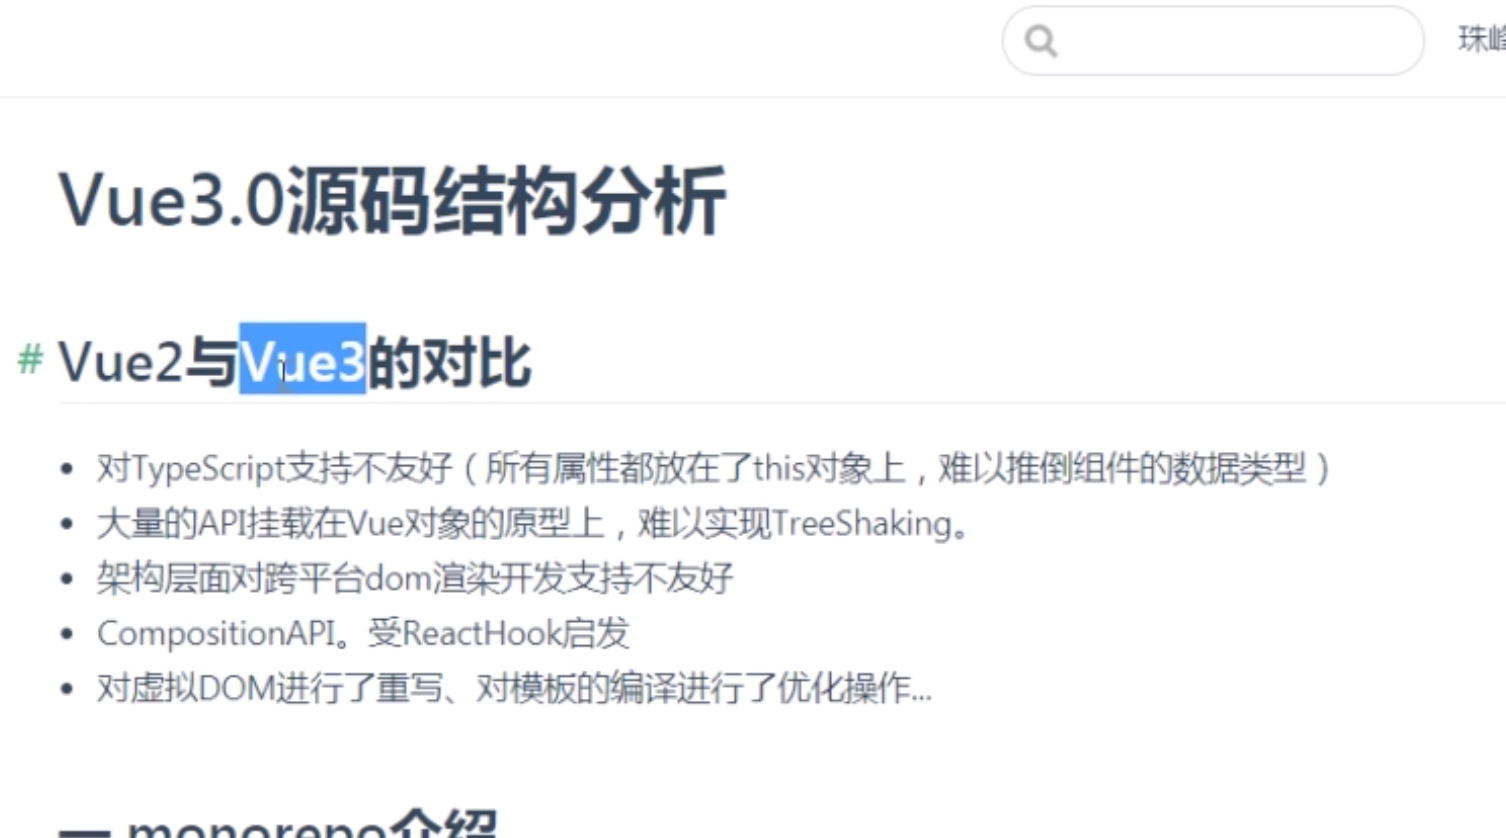 珠峰
Vue3.0源码结构分析
# Vue2与Vue3的对比
• 对TypeScript支持不友好（所有属性都放在了this对象上，难以推倒组件的数据类型）
• 大量的API挂载在Vue对象的原型上，难以实现TreeShaking。
• 架构层面对跨平台dom渲染开发支持不友好
• CompositionAPI。受ReactHook启发
• 对虚拟DOM进行了重写、对模板的编译进行了优化操作...
一 monorepo介绍